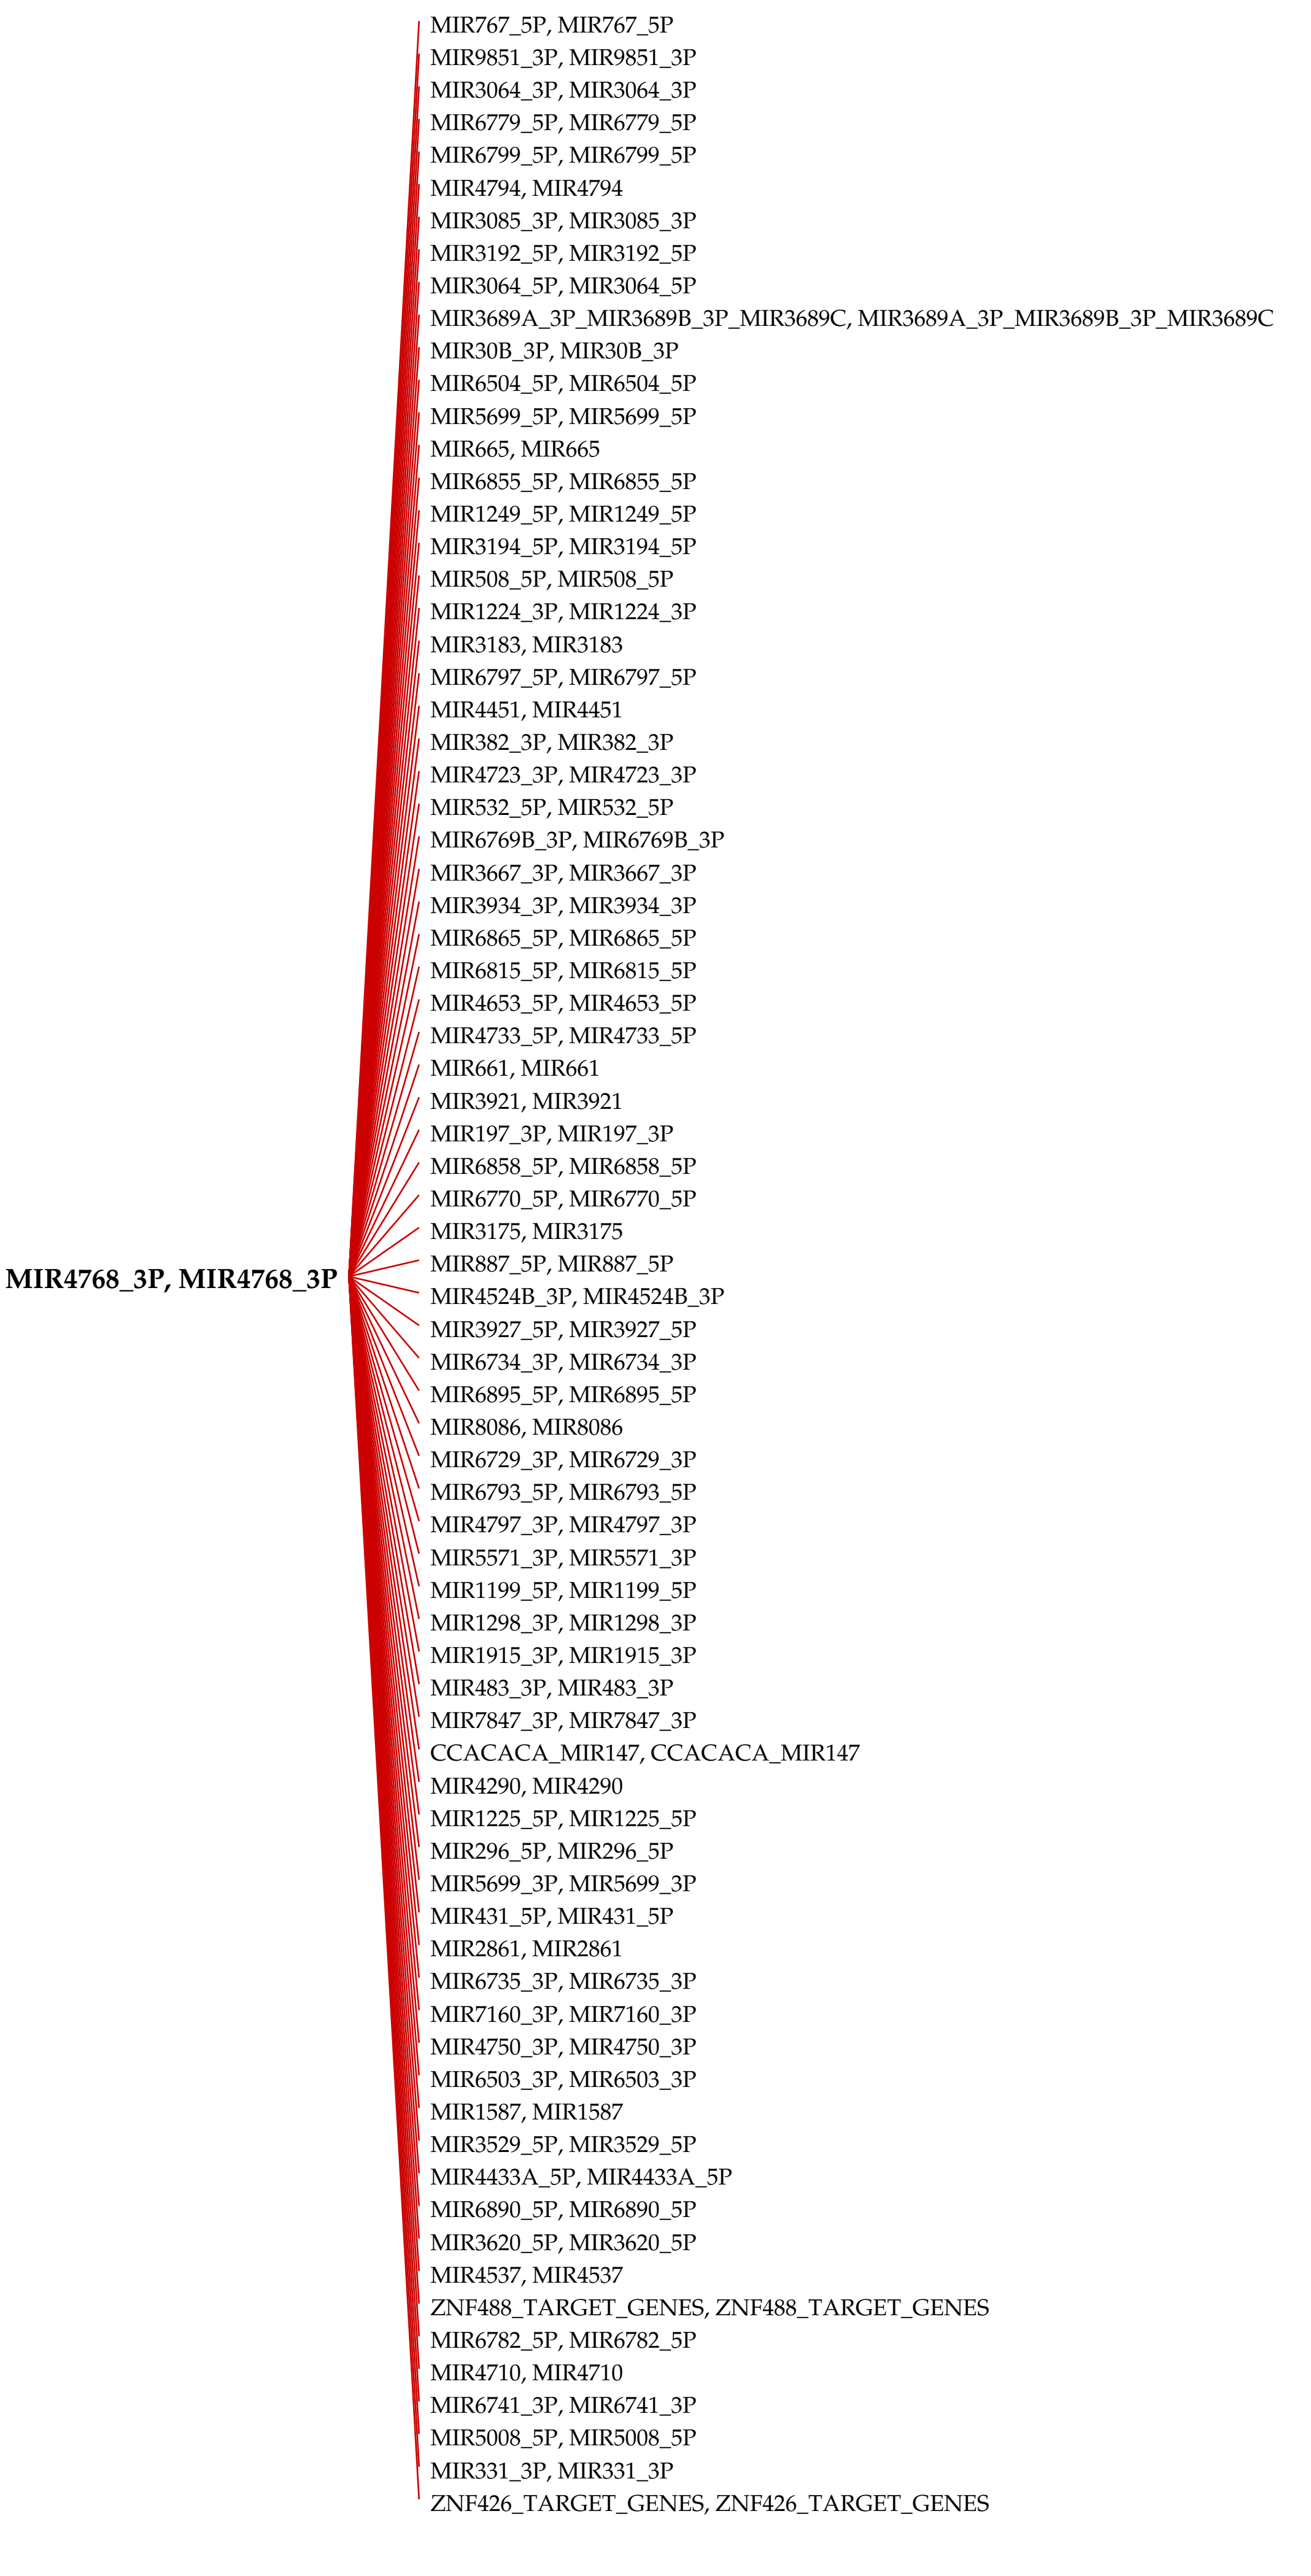 MIR767_5P, MIR767_5P
MIR9851_3P, MIR9851_3P
MIR3064_3P, MIR3064_3P
MIR6779_5P, MIR6779_5P
MIR6799_5P, MIR6799_5P
MIR4794, MIR4794
MIR3085_3P, MIR3085_3P
MIR3192_5P, MIR3192_5P
MIR3064_5P, MIR3064_5P
MIR3689A_3P_MIR3689B_3P_MIR3689C, MIR3689A_3P_MIR3689B_3P_MIR3689C
MIR30B_3P, MIR30B_3P
MIR6504_5P, MIR6504_5P
MIR5699_5P, MIR5699_5P
MIR665, MIR665
MIR6855_5P, MIR6855_5P
MIR1249_5P, MIR1249_5P
MIR3194_5P, MIR3194_5P
MIR508_5P, MIR508_5P
MIR1224_3P, MIR1224_3P
MIR3183, MIR3183
MIR6797_5P, MIR6797_5P
MIR4451, MIR4451
MIR382_3P, MIR382_3P
MIR4723_3P, MIR4723_3P
MIR532_5P, MIR532_5P
MIR6769B_3P, MIR6769B_3P
MIR3667_3P, MIR3667_3P
MIR3934_3P, MIR3934_3P
MIR6865_5P, MIR6865_5P
MIR6815_5P, MIR6815_5P
MIR4653_5P, MIR4653_5P
MIR4733_5P, MIR4733_5P
MIR661, MIR661
MIR3921, MIR3921
MIR197_3P, MIR197_3P
MIR6858_5P, MIR6858_5P
MIR6770_5P, MIR6770_5P
MIR3175, MIR3175
MIR887_5P, MIR887_5P
MIR4768_3P, MIR4768_3P
MIR4524B_3P, MIR4524B_3P
MIR3927_5P, MIR3927_5P
MIR6734_3P, MIR6734_3P
MIR6895_5P, MIR6895_5P
MIR8086, MIR8086
MIR6729_3P, MIR6729_3P
MIR6793_5P, MIR6793_5P
MIR4797_3P, MIR4797_3P
MIR5571_3P, MIR5571_3P
MIR1199_5P, MIR1199_5P
MIR1298_3P, MIR1298_3P
MIR1915_3P, MIR1915_3P
MIR483_3P, MIR483_3P
MIR7847_3P, MIR7847_3P
CCACACA_MIR147, CCACACA_MIR147
MIR4290, MIR4290
MIR1225_5P, MIR1225_5P
MIR296_5P, MIR296_5P
MIR5699_3P, MIR5699_3P
MIR431_5P, MIR431_5P
MIR2861, MIR2861
MIR6735_3P, MIR6735_3P
MIR7160_3P, MIR7160_3P
MIR4750_3P, MIR4750_3P
MIR6503_3P, MIR6503_3P
MIR1587, MIR1587
MIR3529_5P, MIR3529_5P
MIR4433A_5P, MIR4433A_5P
MIR6890_5P, MIR6890_5P
MIR3620_5P, MIR3620_5P
MIR4537, MIR4537
ZNF488_TARGET_GENES, ZNF488_TARGET_GENES
MIR6782_5P, MIR6782_5P
MIR4710, MIR4710
MIR6741_3P, MIR6741_3P
MIR5008_5P, MIR5008_5P
MIR331_3P, MIR331_3P
ZNF426_TARGET_GENES, ZNF426_TARGET_GENES